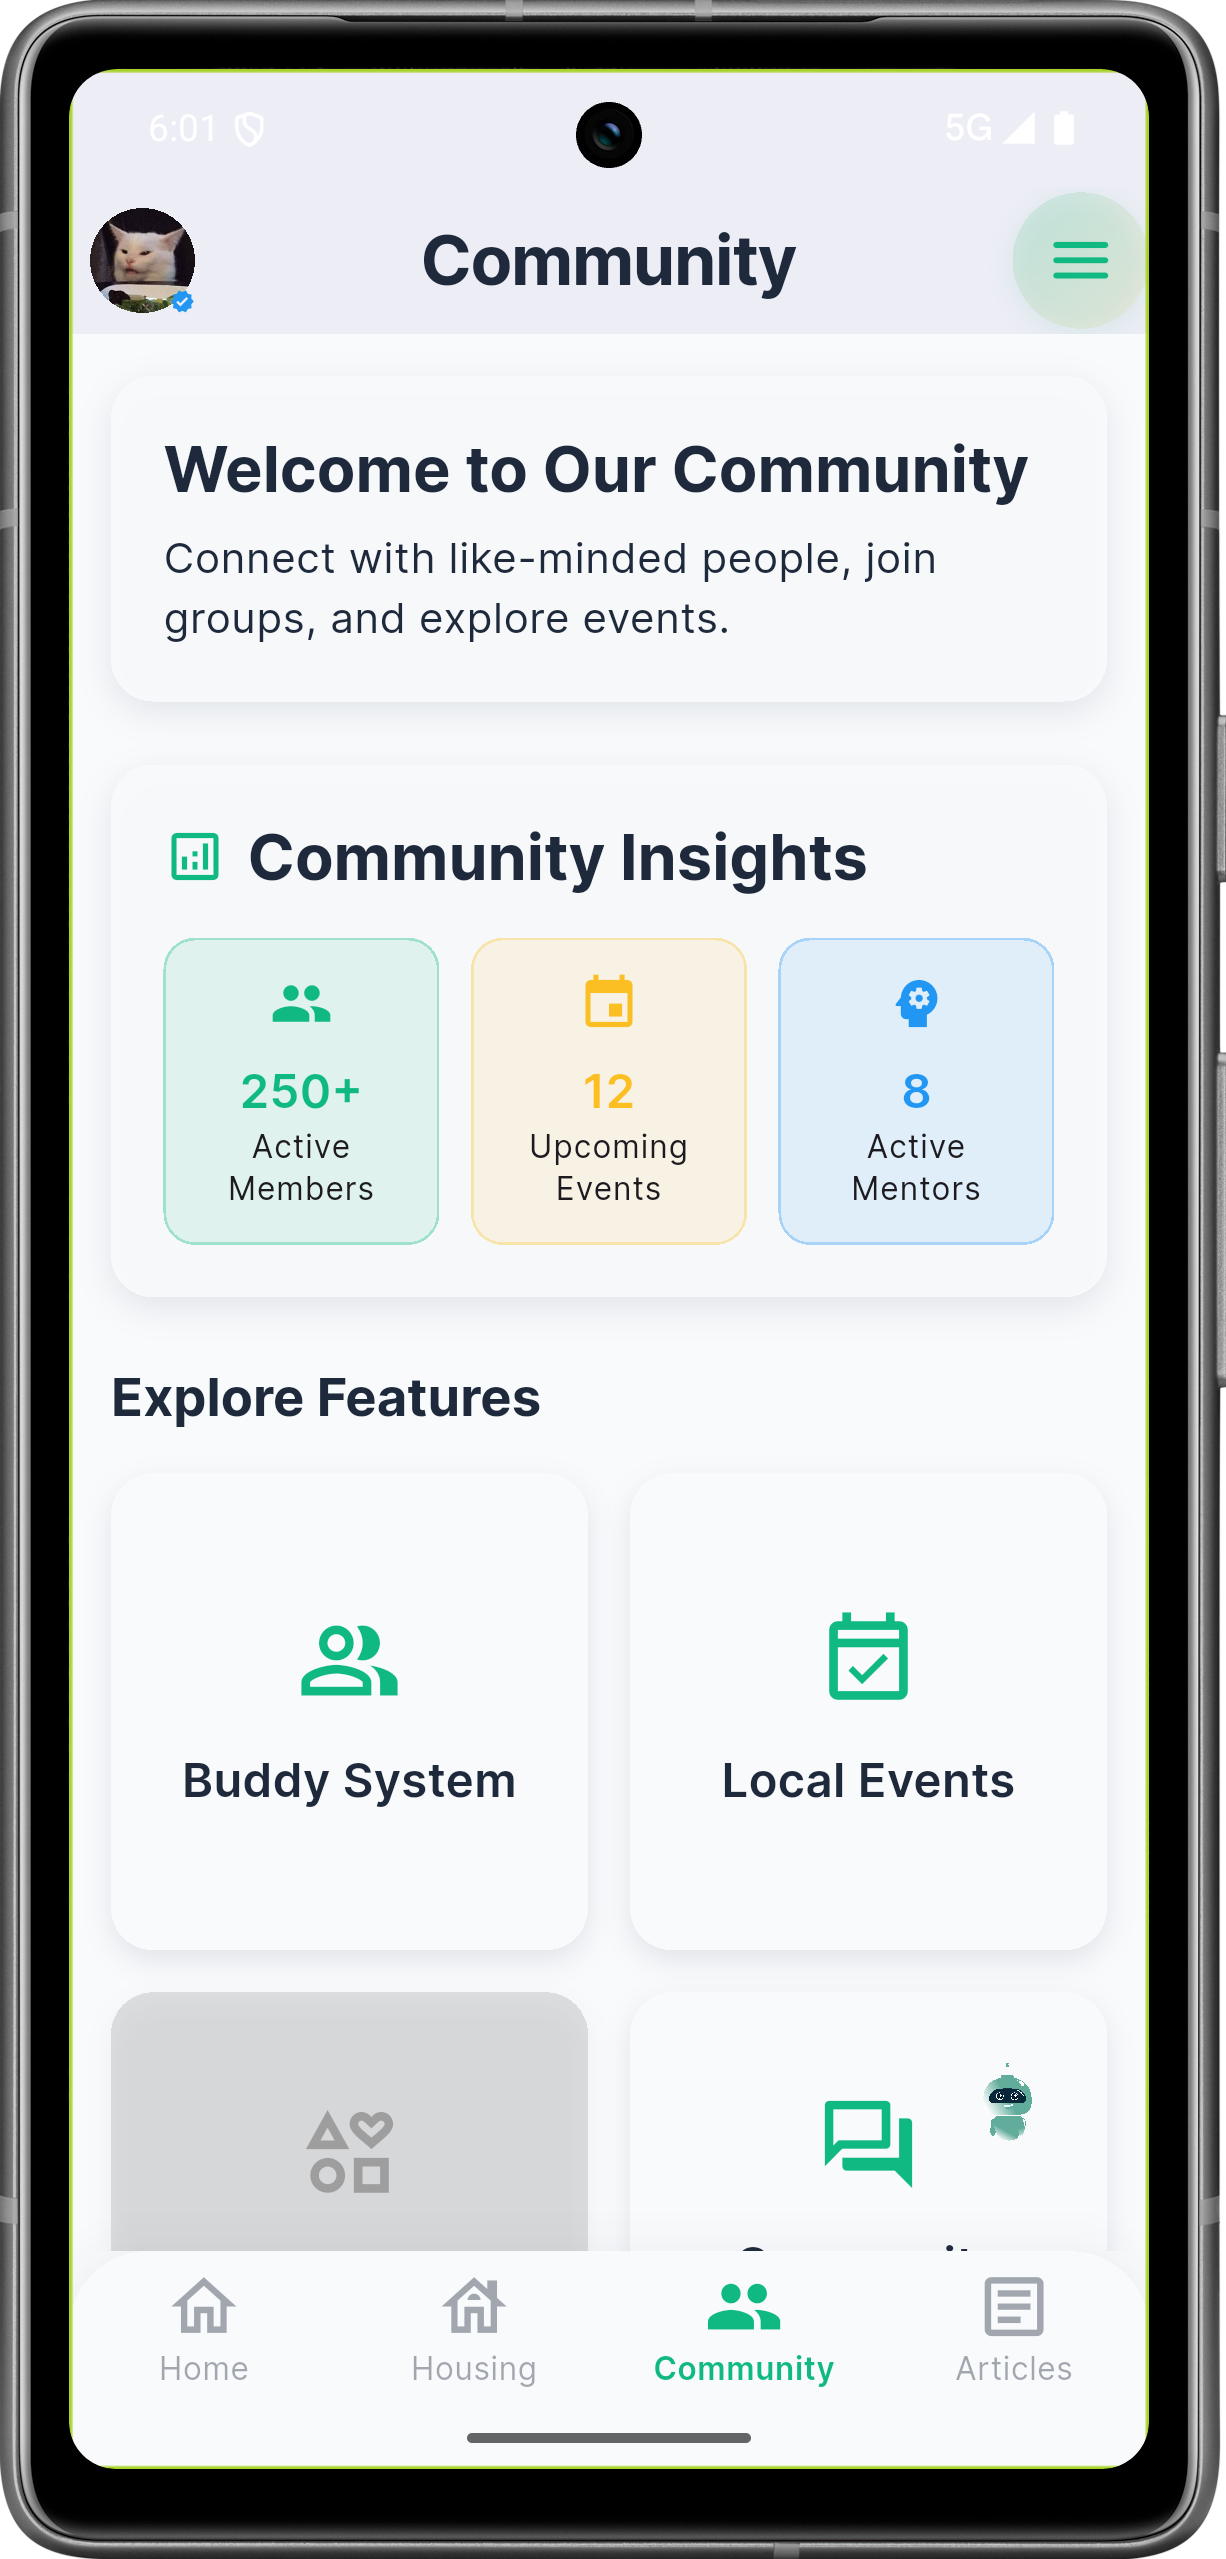 6:01
5G
Community
Welcome to Our Community
Connect with like-minded people, join
groups, and explore events.
Community Insights
250+
Active
Members
12
Upcoming
Events
8
Active
Mentors
Explore Features
Buddy System
Local Events
Home
Housing
Community
Articles